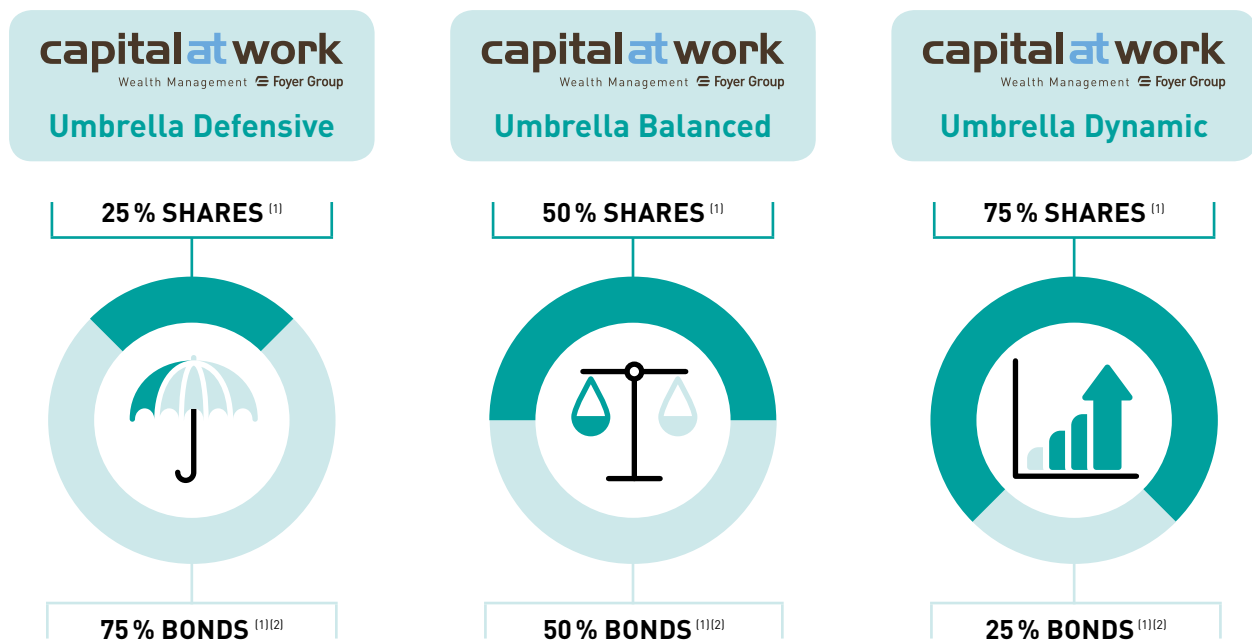 capital at work
Wealth Management Foyer Group
Umbrella Defensive
25 % SHARES (1)
75 % BONDS (1)(2)
capital at work
Wealth Management Foyer Group
Umbrella Balanced
50 % SHARES (1)
50 % BONDS (1)(2)
capital at work
Wealth Management Foyer Group
Umbrella Dynamic
75 % SHARES (1)
25 % BONDS (1)(2)